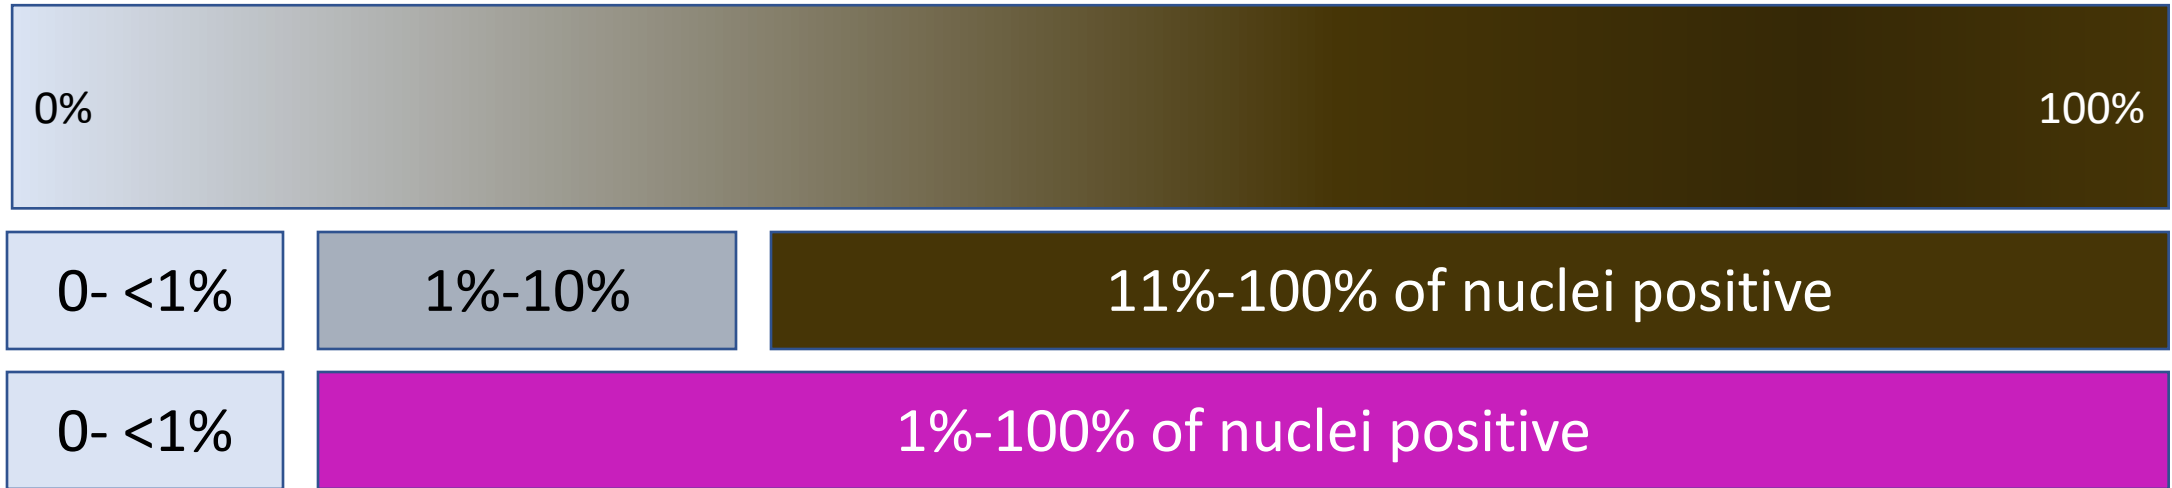 0%
100%
0- <1%
1%-10%
11%-100% of nuclei positive
0- <1%
1%-100% of nuclei positive